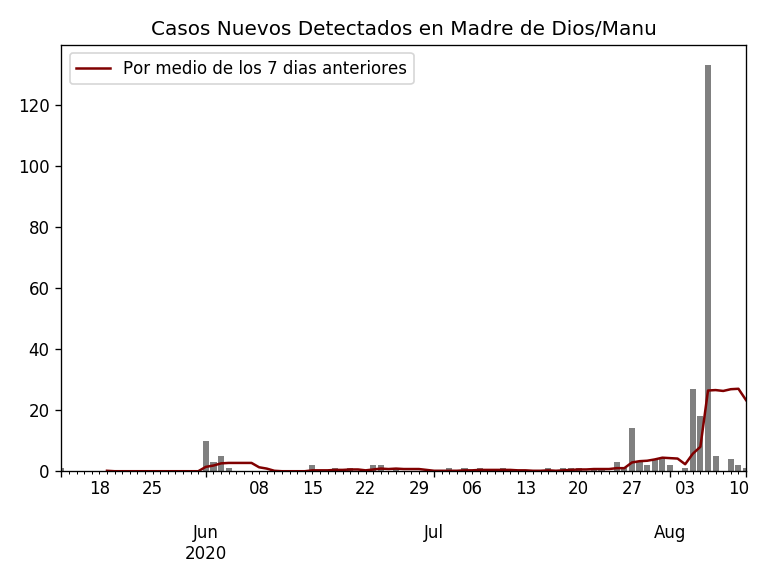 Casos Nuevos Detectados en Madre de Dios/Manu
Por medio de los 7 dias anteriores
120
100
80
60
40
20
0
18 25 08 15 22 29 06 13 20 27 03 10
Jun Jul Aug
2020